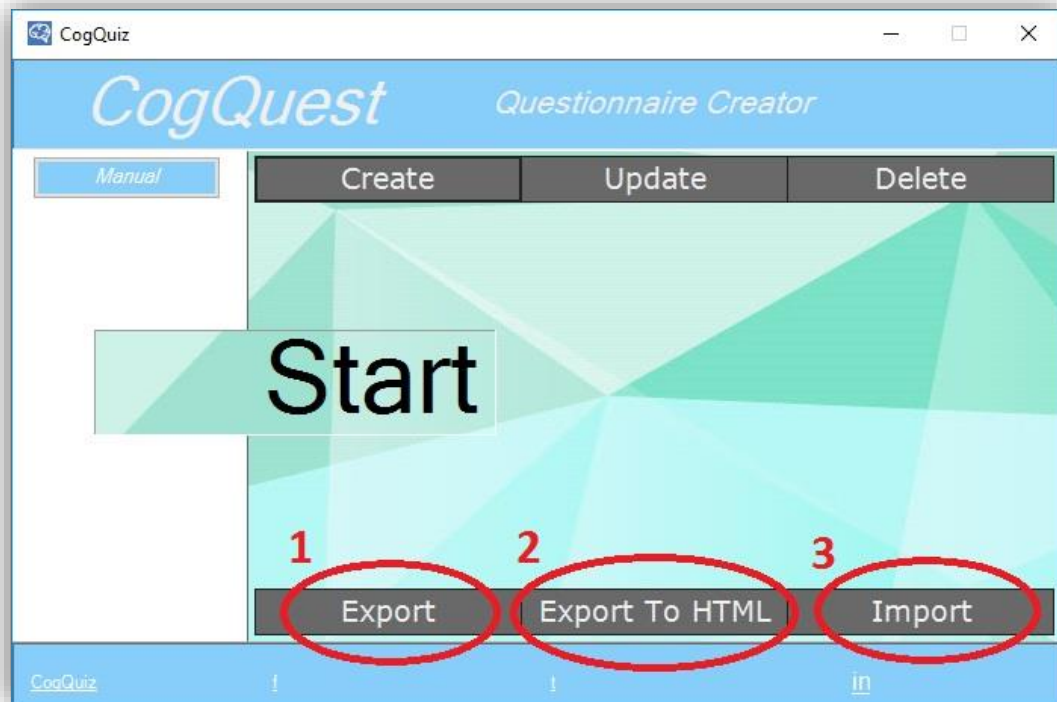 CogQuiz
CogQuest Questionnaire Creator
Manual Create Update Delete
Start
1 2 3
Export Export To HTML Import
CogQuiz f t in